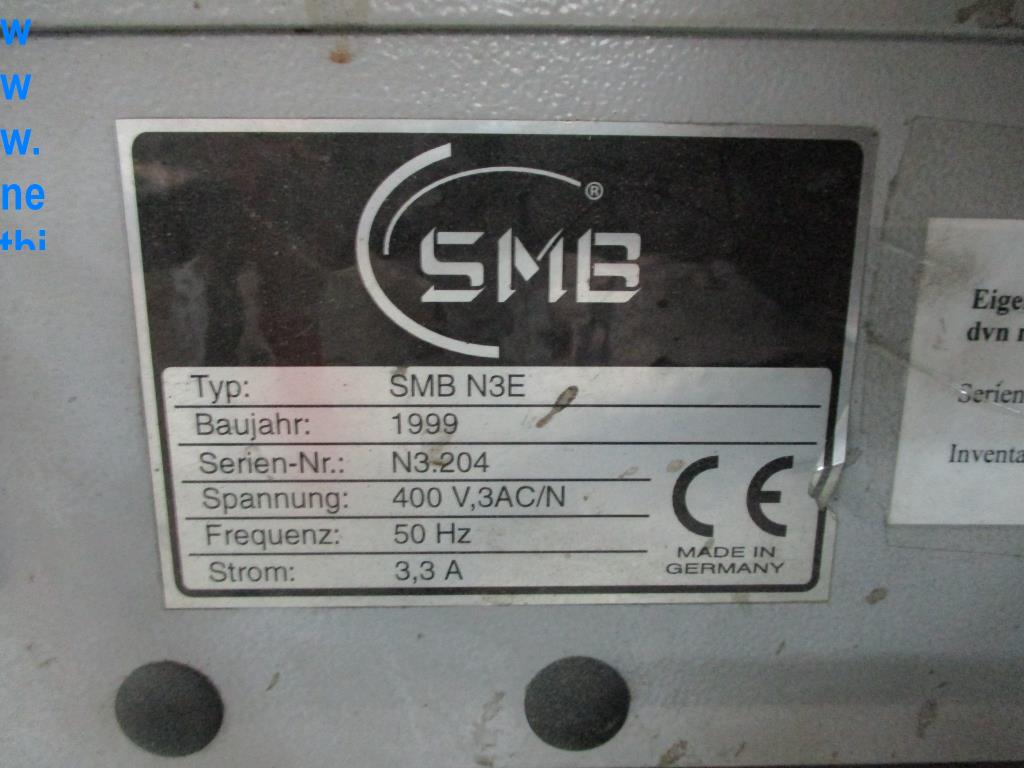 w
w
w.
ne
SMB®
Typ: SMB N3E
Baujahr: 1999
Serien-Nr.: N3.204
Spannung: 400 V,3AC/N
Frequenz: 50 Hz
Strom: 3,3 A
CE
MADE IN
GERMANY
Eige
dvn
Serien
Inventa